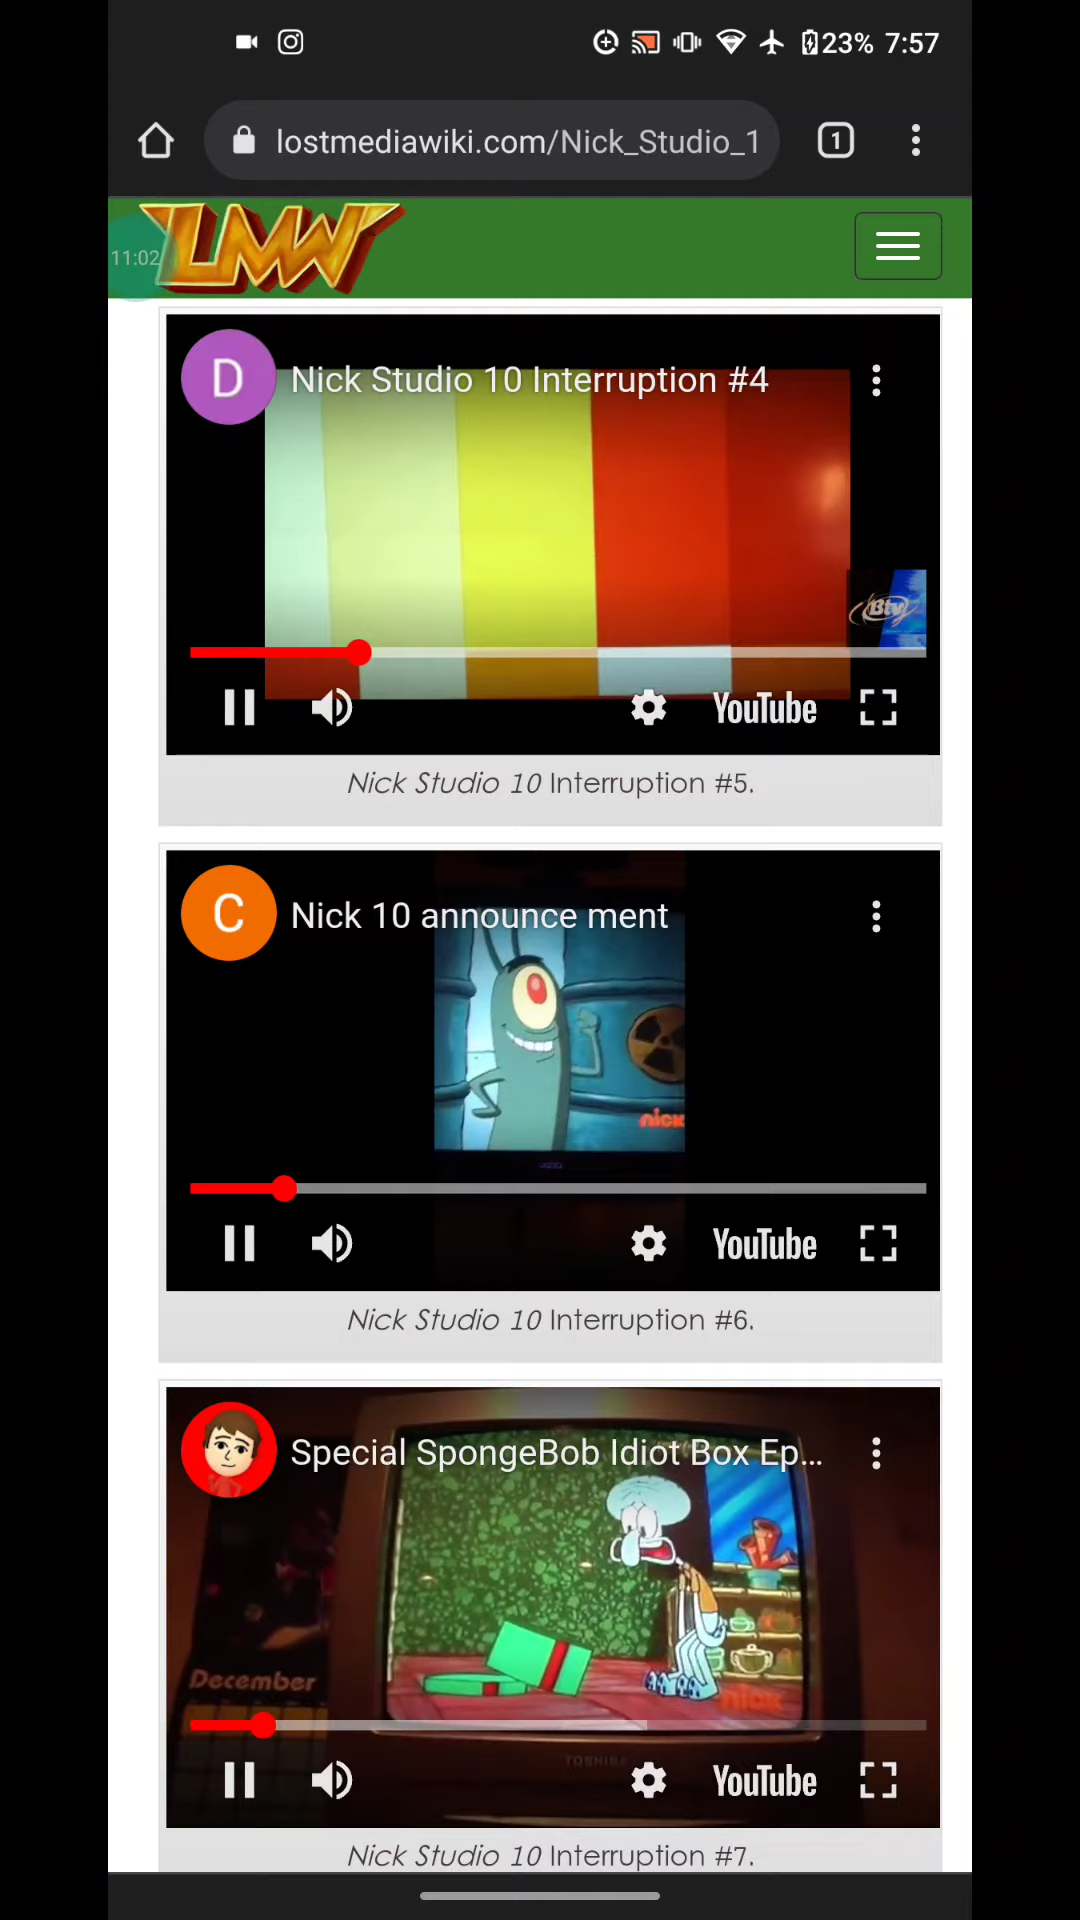 23% 7:57
lostmediawiki.com/Nick_Studio_1
1
LMW
11:02
D
Nick Studio 10 Interruption #4
Btv
YouTube
Nick Studio 10 Interruption #5.
C
Nick 10 announce ment
nick
YouTube
Nick Studio 10 Interruption #6.
Special SpongeBob Idiot Box Ep...
December
nick
TOSHIBA
YouTube
Nick Studio 10 Interruption #7.